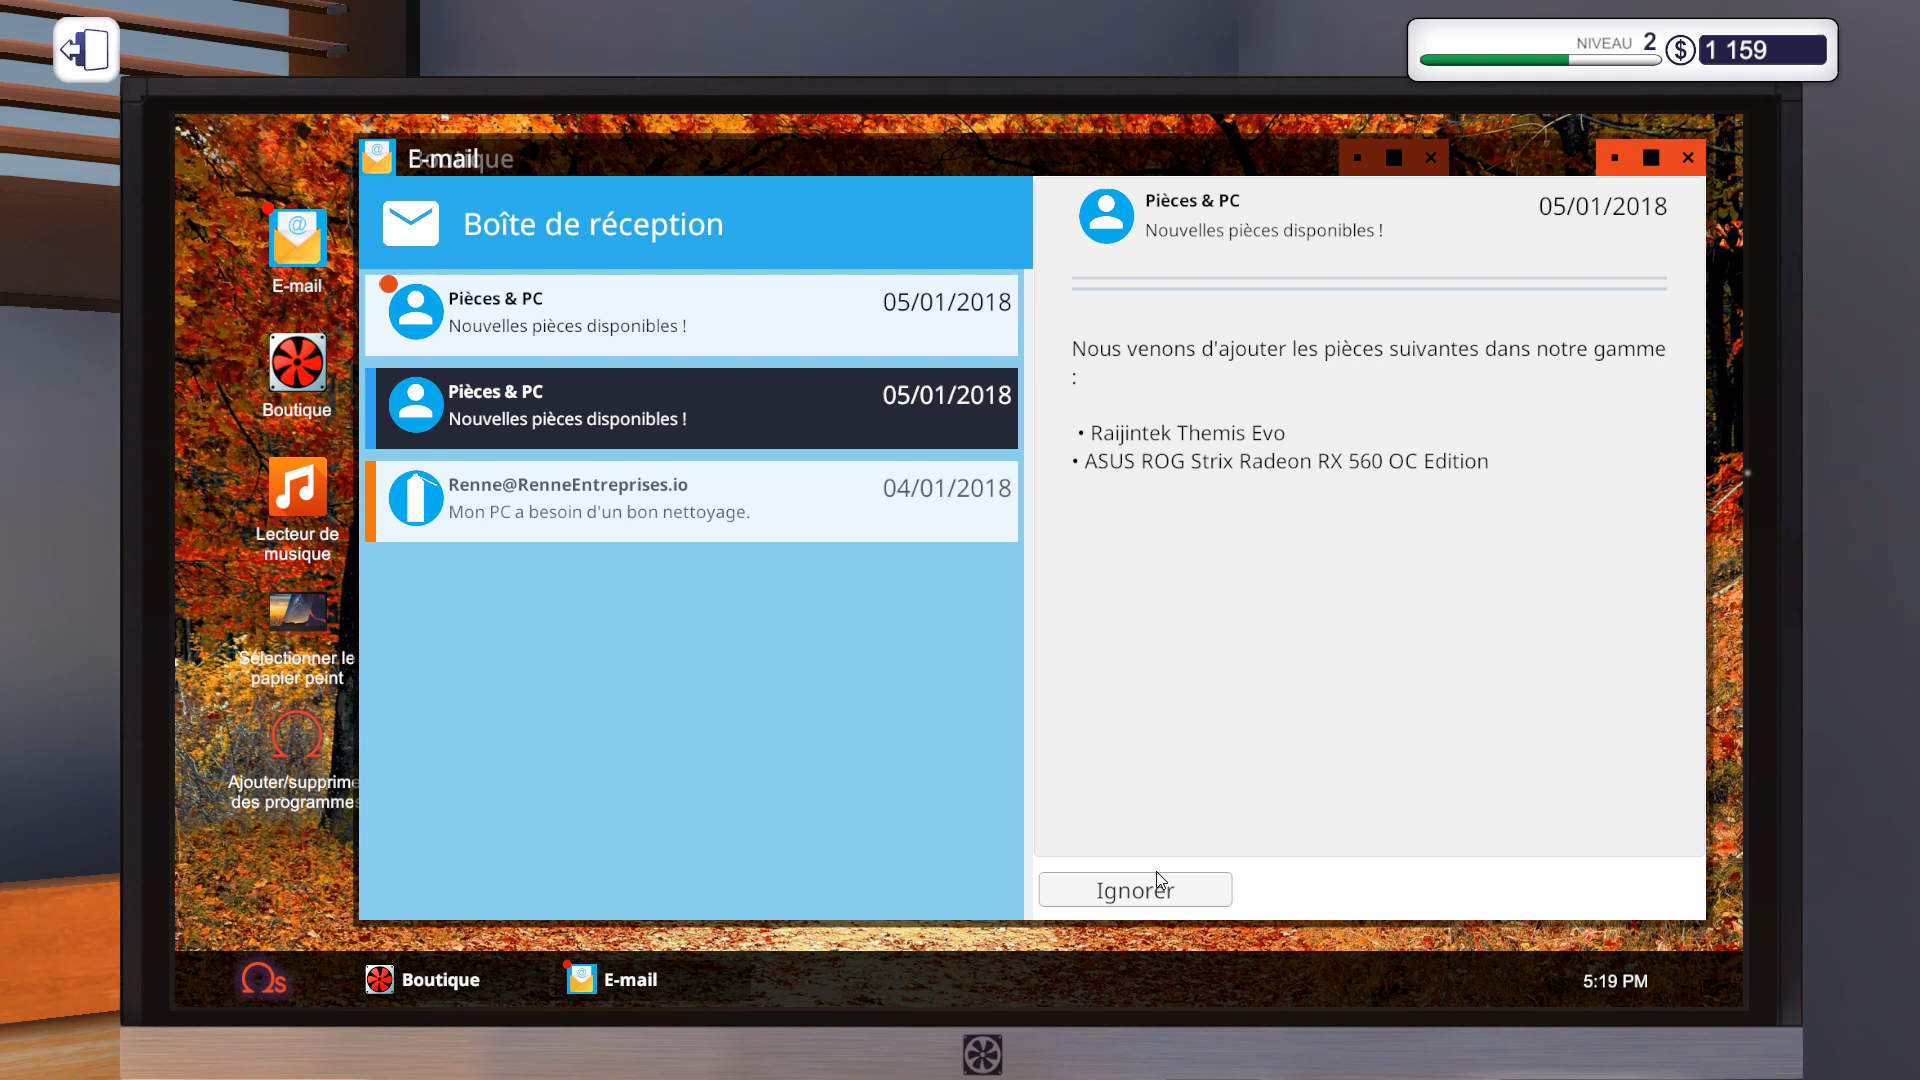 NIVEAU 2
$ 1 159
E-mail
Boîte de réception
Pièces & PC
05/01/2018
Nouvelles pièces disponibles !
Pièces & PC
05/01/2018
Nouvelles pièces disponibles !
Renne@RenneEntreprises.io
04/01/2018
Mon PC a besoin d'un bon nettoyage.
Pièces & PC
05/01/2018
Nouvelles pièces disponibles !
Nous venons d'ajouter les pièces suivantes dans notre gamme
:
• Raijintek Themis Evo
• ASUS ROG Strix Radeon RX 560 OC Edition
Ignorer
E-mail
Boutique
Lecteur de
musique
Sélectionner le
papier peint
Ajouter/supprime
des programmes
Ωs
Boutique
E-mail
5:19 PM